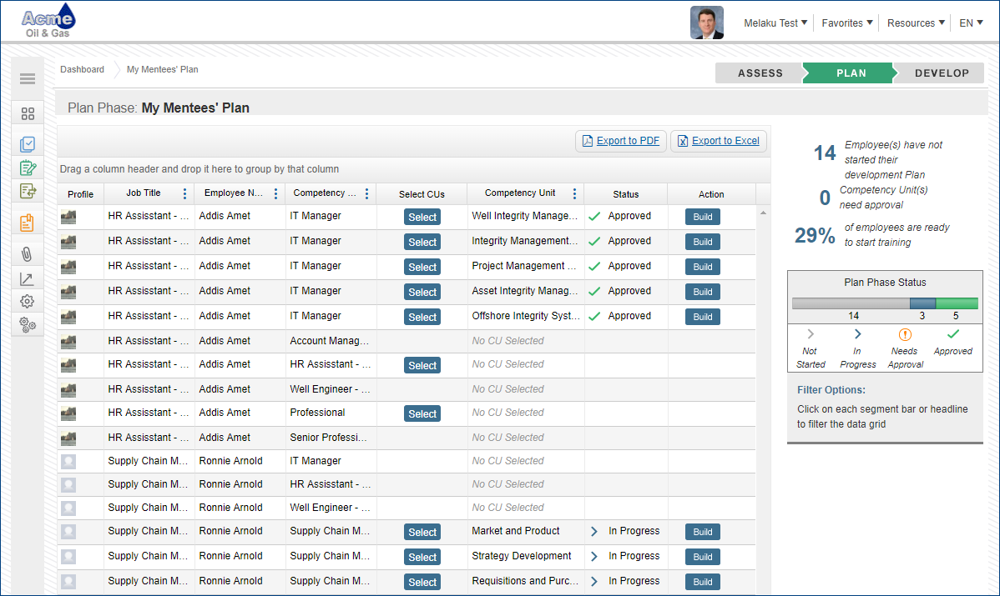 Acme
Oil & Gas
Melaku Test
Favorites
Resources
EN
Dashboard
My Mentees' Plan
ASSESS
PLAN
DEVELOP
Plan Phase: My Mentees' Plan
Export to PDF
Export to Excel
Drag a column header and drop it here to group by that column
Profile Job Title Employee N... Competency ... Select CUs Competency Unit Status Action
HR Assisstant - ... Addis Amet IT Manager Select Well Integrity Manage... Approved Build
HR Assisstant - ... Addis Amet IT Manager Select Integrity Management... Approved Build
HR Assisstant - ... Addis Amet IT Manager Select Project Management ... Approved Build
HR Assisstant - ... Addis Amet IT Manager Select Asset Integrity Manag... Approved Build
HR Assisstant - ... Addis Amet IT Manager Select Offshore Integrity Syst... Approved Build
HR Assisstant - ... Addis Amet Account Manag... No CU Selected
HR Assisstant - ... Addis Amet HR Assisstant - ... Select No CU Selected
HR Assisstant - ... Addis Amet Well Engineer - ... No CU Selected
HR Assisstant - ... Addis Amet Professional Select No CU Selected
HR Assisstant - ... Addis Amet Senior Professi... No CU Selected
Supply Chain M... Ronnie Arnold IT Manager No CU Selected
Supply Chain M... Ronnie Arnold HR Assisstant - ... No CU Selected
Supply Chain M... Ronnie Arnold Well Engineer - ... No CU Selected
Supply Chain M... Ronnie Arnold Supply Chain M... Select Market and Product In Progress Build
Supply Chain M... Ronnie Arnold Supply Chain M... Select Strategy Development In Progress Build
Supply Chain M... Ronnie Arnold Supply Chain M... Select Requisitions and Purc... In Progress Build
14 Employee(s) have not
started their
development Plan
0 Competency Unit(s)
need approval
29% of employees are ready
to start training
Plan Phase Status
14 3 5
Not Started
In Progress
Needs Approval
Approved
Filter Options:
Click on each segment bar or headline
to filter the data grid